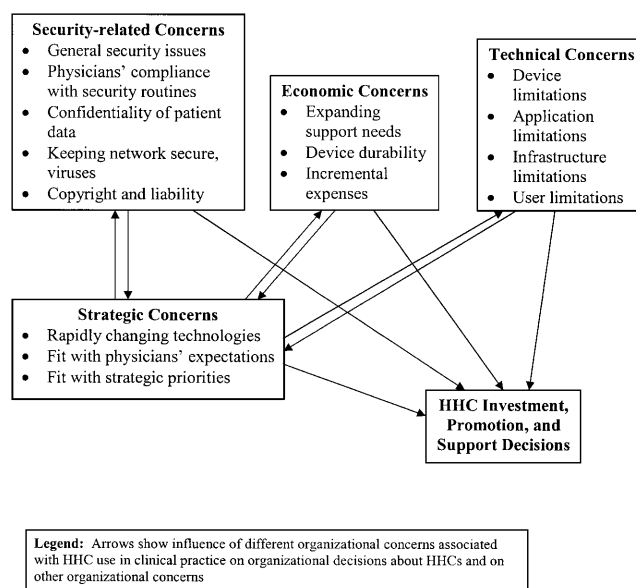 Security-related Concerns
• General security issues
• Physicians' compliance
with security routines
• Confidentiality of patient
data
• Keeping network secure,
viruses
• Copyright and liability
Economic Concerns
• Expanding
support needs
• Device durability
• Incremental
expenses
Technical Concerns
• Device
limitations
• Application
limitations
• Infrastructure
limitations
• User limitations
Strategic Concerns
• Rapidly changing technologies
• Fit with physicians' expectations
• Fit with strategic priorities
HHC Investment,
Promotion, and
Support Decisions
Legend: Arrows show influence of different organizational concerns associated
with HHC use in clinical practice on organizational decisions about HHCs and on
other organizational concerns